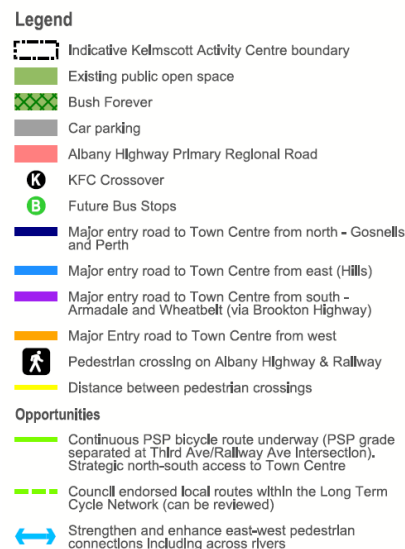 Legend
Indicative Kelmscott Activity Centre boundary
Existing public open space
Bush Forever
Car parking
Albany Highway Primary Regional Road
K
KFC Crossover
B
Future Bus Stops
Major entry road to Town Centre from north - Gosnells
and Perth
Major entry road to Town Centre from east (Hills)
Major entry road to Town Centre from south -
Armadale and Wheatbelt (via Brookton Highway)
Major Entry road to Town Centre from west
Pedestrian crossing on Albany Highway & Railway
Distance between pedestrian crossings
Opportunities
Continuous PSP bicycle route underway (PSP grade
separated at Third Ave/Railway Ave intersection).
Strategic north-south access to Town Centre
Council endorsed local routes within the Long Term
Cycle Network (can be reviewed)
Strengthen and enhance east-west pedestrian
connections including across rivers